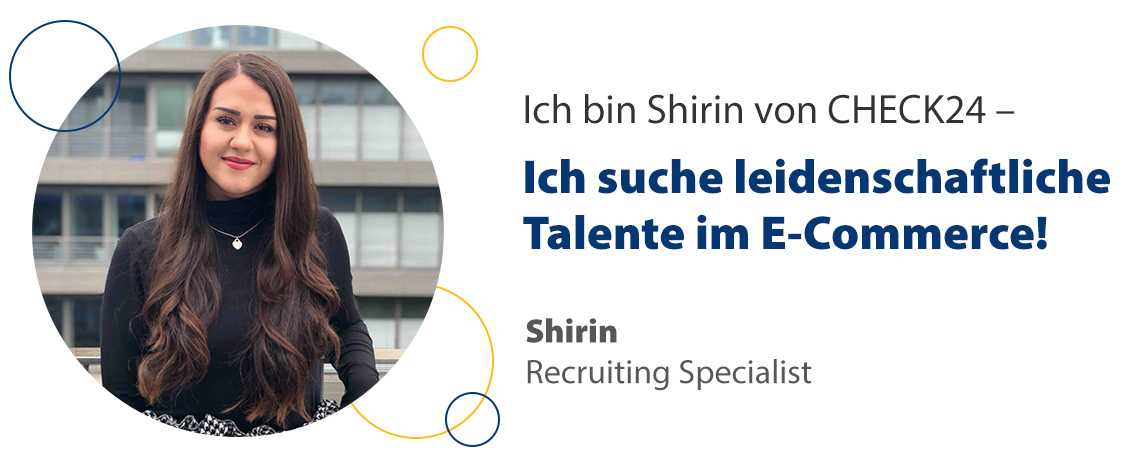 Ich bin Shirin von CHECK24 –
Ich suche leidenschaftliche
Talente im E-Commerce!
Shirin
Recruiting Specialist